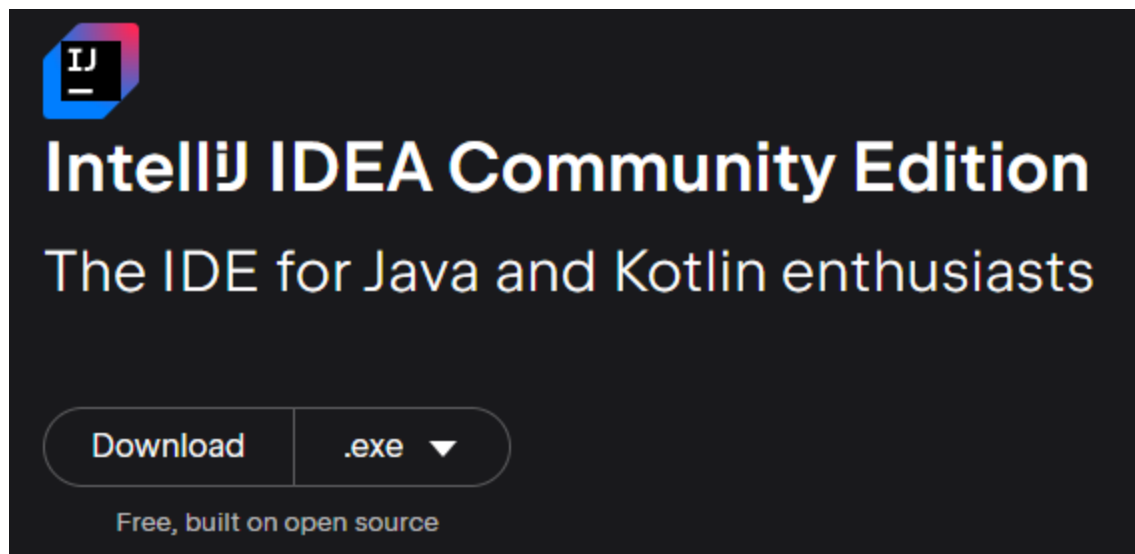 IJ
IntelliJ IDEA Community Edition
The IDE for Java and Kotlin enthusiasts
Download .exe
Free, built on open source